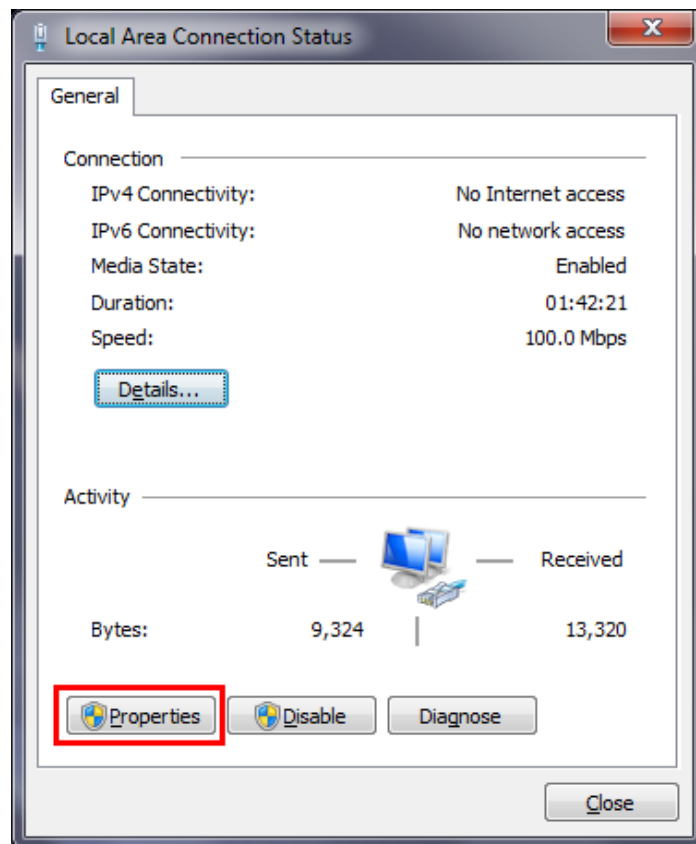 Local Area Connection Status
General
Connection
IPv4 Connectivity: No Internet access
IPv6 Connectivity: No network access
Media State: Enabled
Duration: 01:42:21
Speed: 100.0 Mbps
Details...
Activity
Sent Received
Bytes: 9,324 13,320
Properties Disable Diagnose
Close